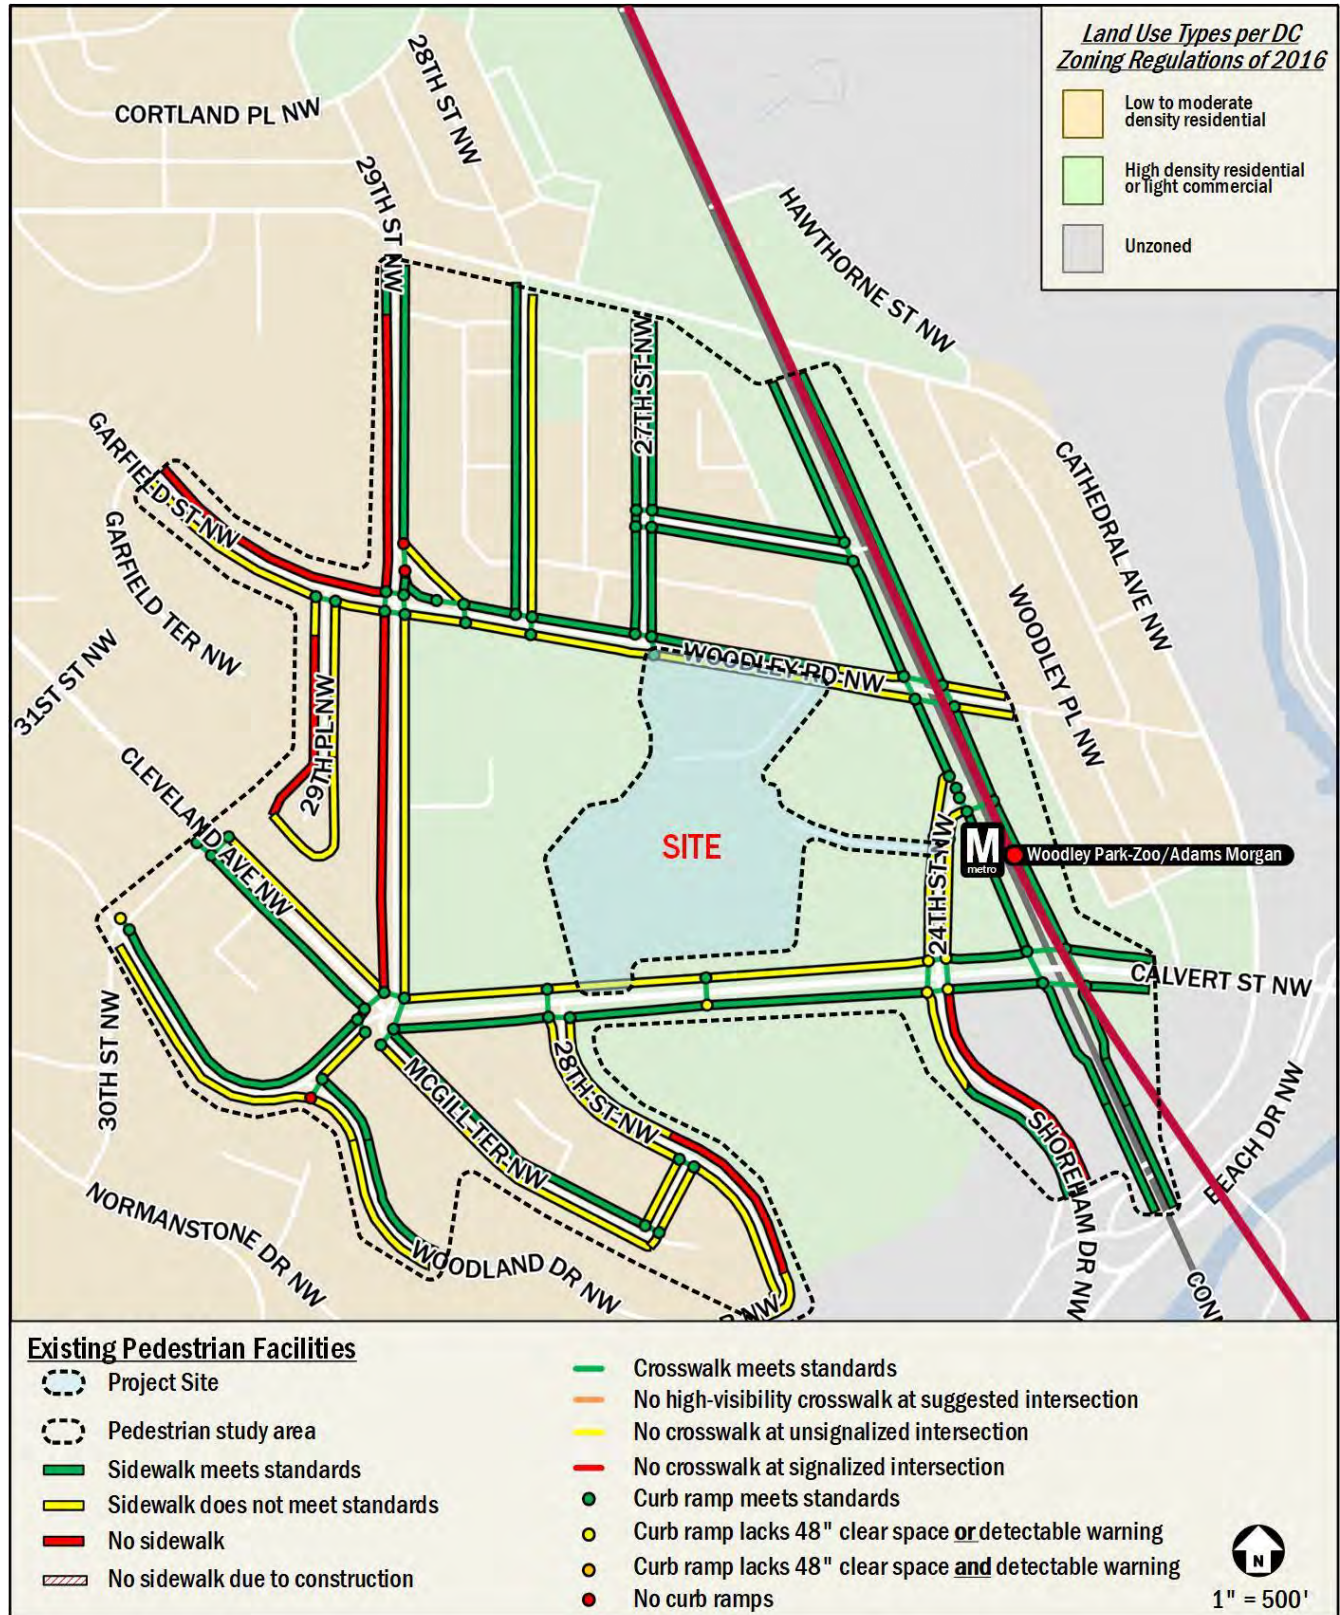 Land Use Types per DC
Zoning Regulations of 2016
Low to moderate
density residential
High density residential
or light commercial
Unzoned
CORTLAND PL NW
28TH ST NW
29TH ST NW
HAWTHORNE ST NW
27TH ST NW
GARFIELD ST NW
CATHEDRAL AVE NW
GARFIELD TER NW
WOODLEY PL NW
31ST ST NW
WOODLEY RD NW
29TH PL NW
CLEVELAND AVE NW
SITE
24TH ST NW
M
metro
Woodley Park-Zoo/Adams Morgan
CALVERT ST NW
30TH ST NW
28TH ST NW
MCGILL TER NW
SHOREHAM DR NW
BEACH DR NW
NORMANSTONE DR NW
WOODLAND DR NW
NW
CONN
Existing Pedestrian Facilities
Project Site
Pedestrian study area
Sidewalk meets standards
Sidewalk does not meet standards
No sidewalk
No sidewalk due to construction
Crosswalk meets standards
No high-visibility crosswalk at suggested intersection
No crosswalk at unsignalized intersection
No crosswalk at signalized intersection
Curb ramp meets standards
Curb ramp lacks 48" clear space or detectable warning
Curb ramp lacks 48" clear space and detectable warning
No curb ramps
N
1" = 500'